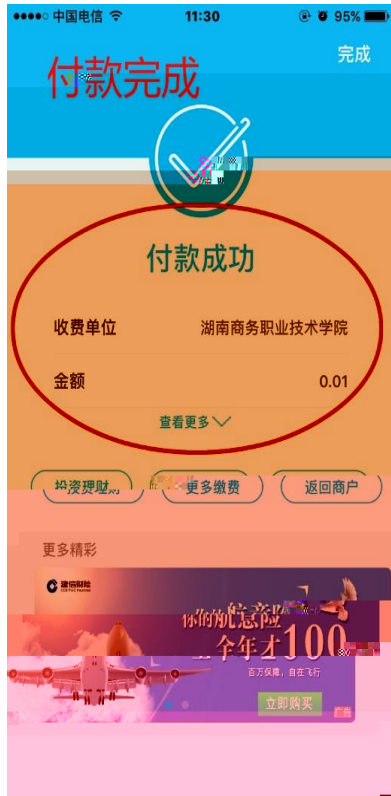 中国电信 11:30 95%
完成
付款完成
付款成功
收费单位 湖南商务职业技术学院
金额 0.01
查看更多
投资理财 更多缴费 返回商户
更多精彩
建信财险
你的航意险
全年才100
百万保障，自在飞行
立即购买
广告